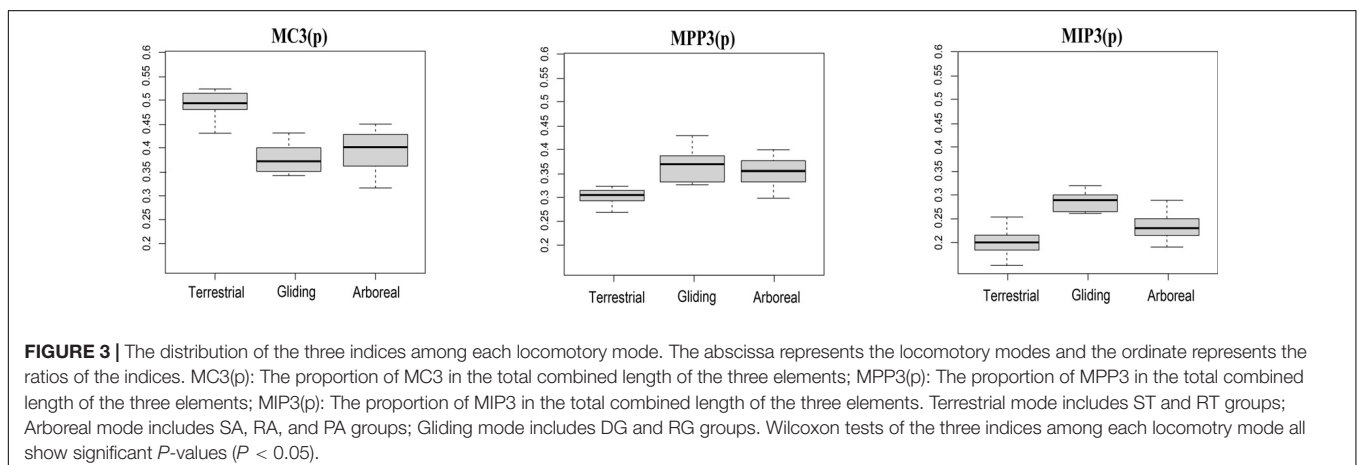 MC3(p)
0.6
0.55
0.5
0.45
0.4
0.35
0.3
0.25
0.2
Terrestrial Gliding Arboreal
MPP3(p)
0.6
0.55
0.5
0.45
0.4
0.35
0.3
0.25
0.2
Terrestrial Gliding Arboreal
MIP3(p)
0.6
0.55
0.5
0.45
0.4
0.35
0.3
0.25
0.2
Terrestrial Gliding Arboreal
FIGURE 3 | The distribution of the three indices among each locomotory mode. The abscissa represents the locomotory modes and the ordinate represents the
ratios of the indices. MC3(p): The proportion of MC3 in the total combined length of the three elements; MPP3(p): The proportion of MPP3 in the total combined
length of the three elements; MIP3(p): The proportion of MIP3 in the total combined length of the three elements. Terrestrial mode includes ST and RT groups;
Arboreal mode includes SA, RA, and PA groups; Gliding mode includes DG and RG groups. Wilcoxon tests of the three indices among each locomotry mode all
show significant P-values (P < 0.05).